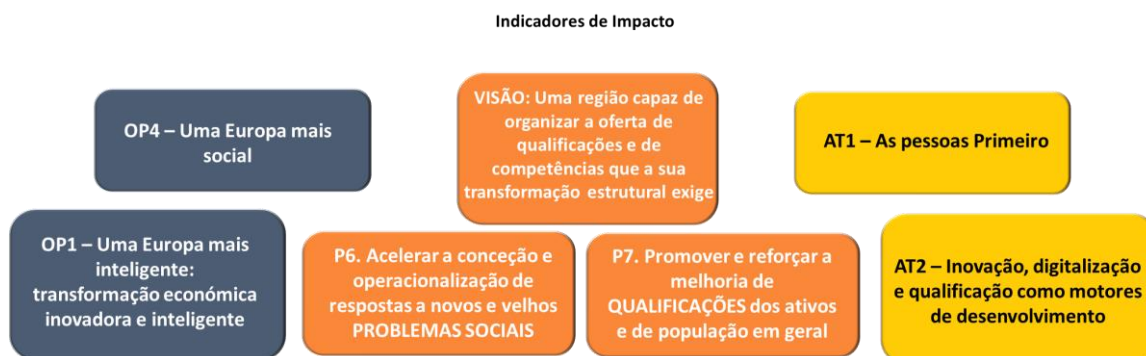 Indicadores de Impacto
OP4 – Uma Europa mais
social
VISÃO: Uma região capaz de
organizar a oferta de
qualificações e de
competências que a sua
transformação estrutural exige
AT1 – As pessoas Primeiro
OP1 – Uma Europa mais
inteligente:
transformação económica
inovadora e inteligente
P6. Acelerar a conceção e
operacionalização de
respostas a novos e velhos
PROBLEMAS SOCIAIS
P7. Promover e reforçar a
melhoria de
QUALIFICAÇÕES dos ativos
e de população em geral
AT2 – Inovação, digitalização
e qualificação como motores
de desenvolvimento